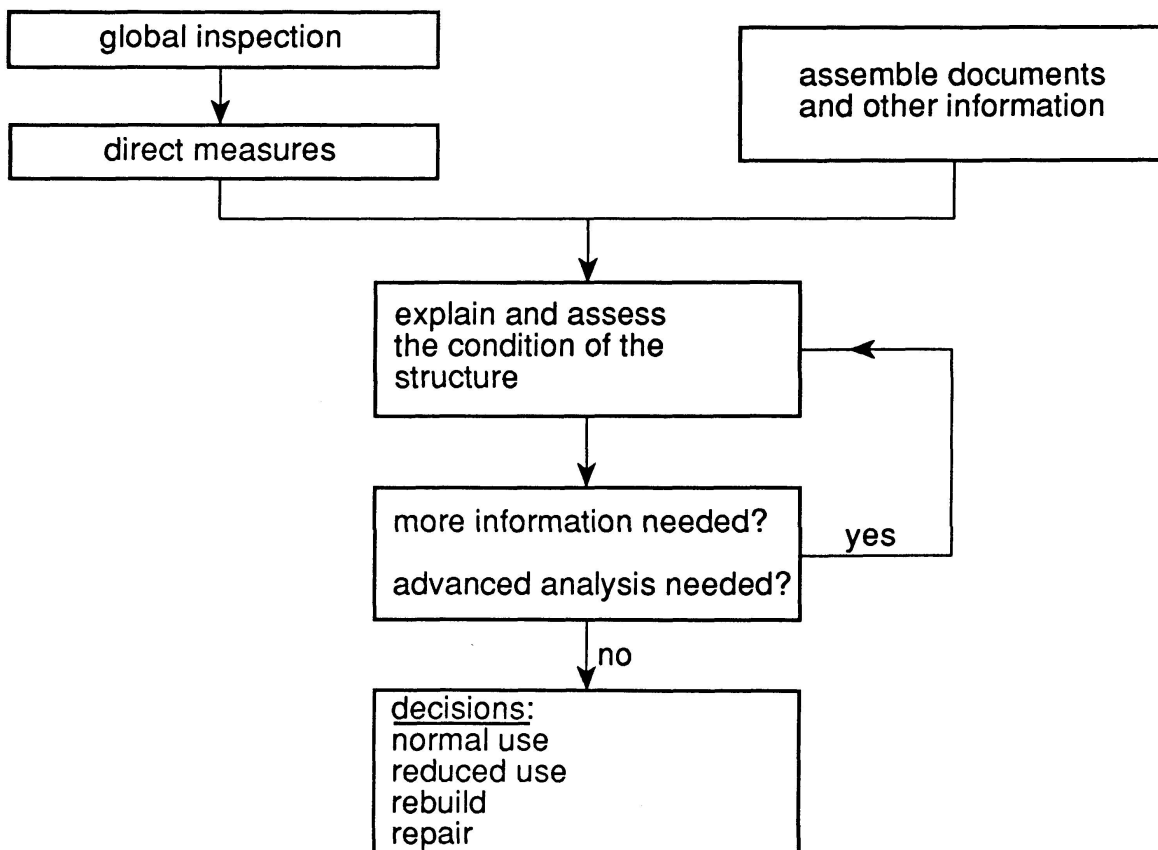 global inspection
direct measures
assemble documents
and other information
explain and assess
the condition of the
structure
more information needed?
advanced analysis needed?
yes
no
decisions:
normal use
reduced use
rebuild
repair